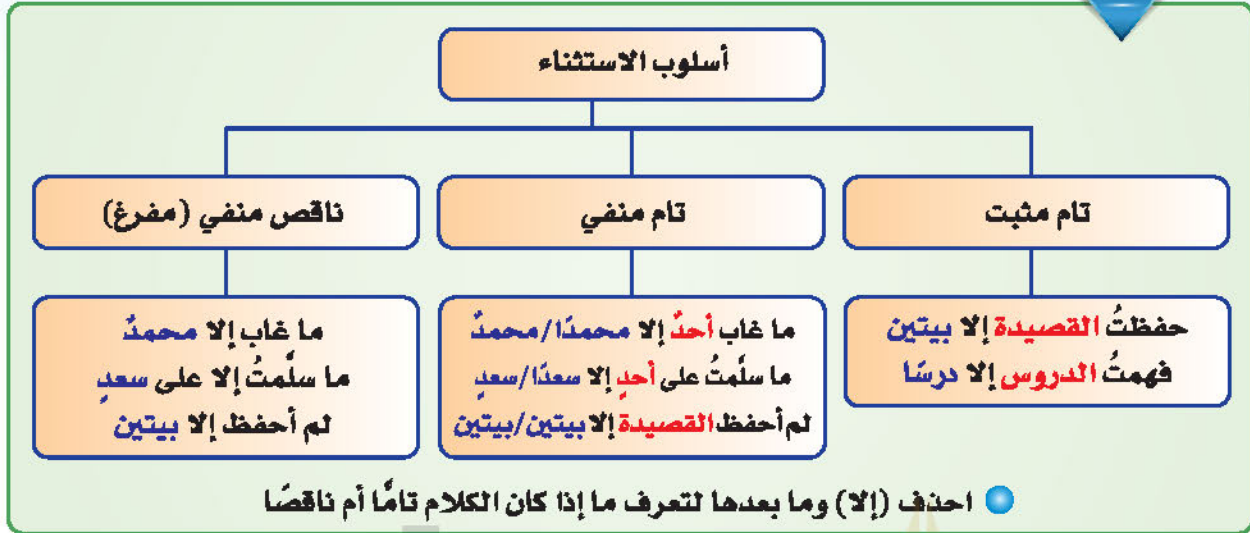 أسلوب الاستثناء
تام مثبت
تام منفي
ناقص منفي (مفرغ)
حفظتُ القصيدة إلا بيتين
فهمتُ الدروس إلا درسًا
ما غاب أحدٌ إلا محمدًا/محمدٌ
ما سلَّمتُ على أحدٍ إلا سعدًا/سعدٍ
لم أحفظ القصيدة إلا بيتين/بيتين
ما غاب إلا محمدٌ
ما سلَّمتُ إلا على سعدٍ
لم أحفظ إلا بيتين
احذف (إلا) وما بعدها لتعرف ما إذا كان الكلام تامًّا أم ناقصًا